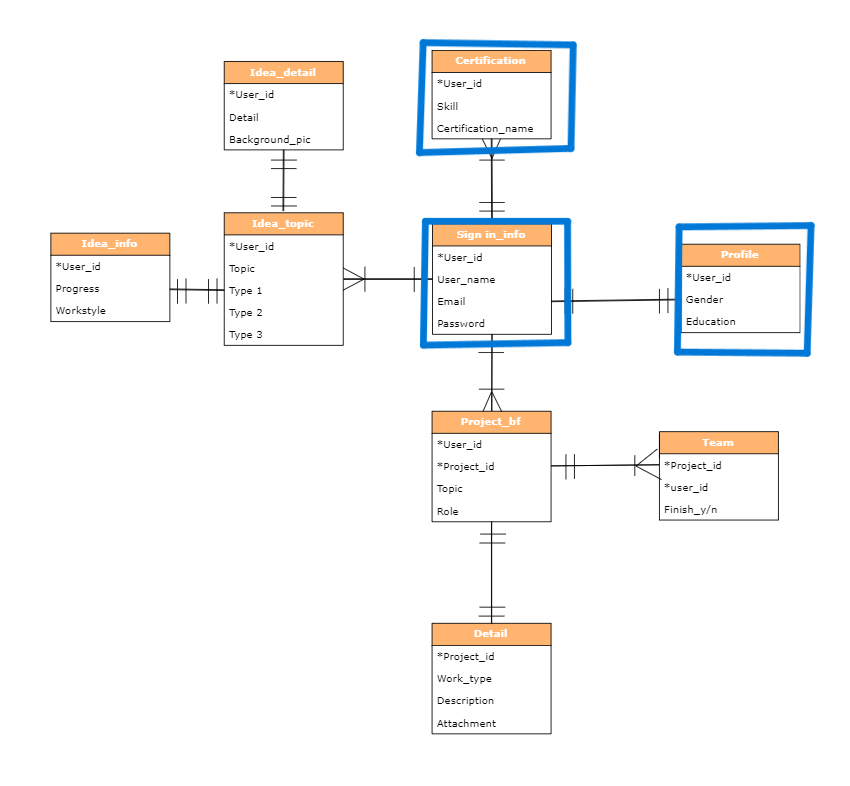 Idea_detail
*User_id
Detail
Background_pic
Certification
*User_id
Skill
Certification_name
Idea_info
*User_id
Progress
Workstyle
Idea_topic
*User_id
Topic
Type 1
Type 2
Type 3
Sign in_info
*User_id
User_name
Email
Password
Profile
*User_id
Gender
Education
Project_bf
*User_id
*Project_id
Topic
Role
Team
*Project_id
*user_id
Finish_y/n
Detail
*Project_id
Work_type
Description
Attachment